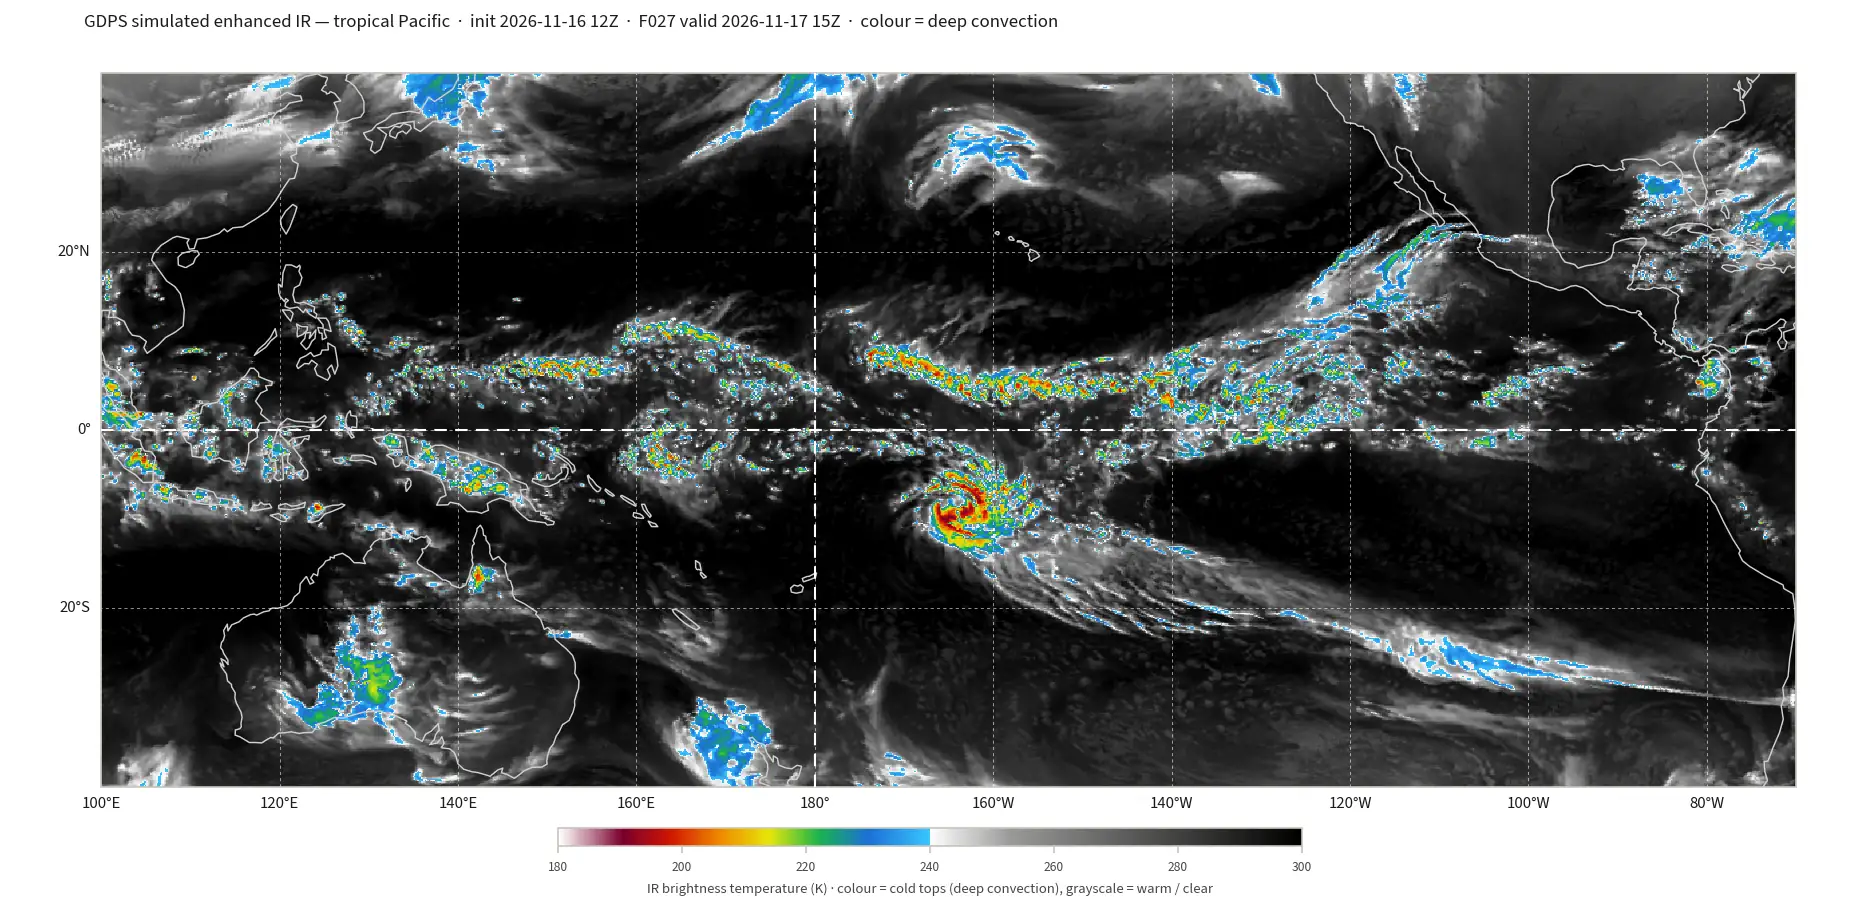 GDPS simulated enhanced IR — tropical Pacific · init 2026-11-16 12Z · F027 valid 2026-11-17 15Z · colour = deep convection
20°N
0°
20°S
100°E 120°E 140°E 160°E 180° 160°W 140°W 120°W 100°W 80°W
180 200 220 240 260 280 300
IR brightness temperature (K) · colour = cold tops (deep convection), grayscale = warm / clear